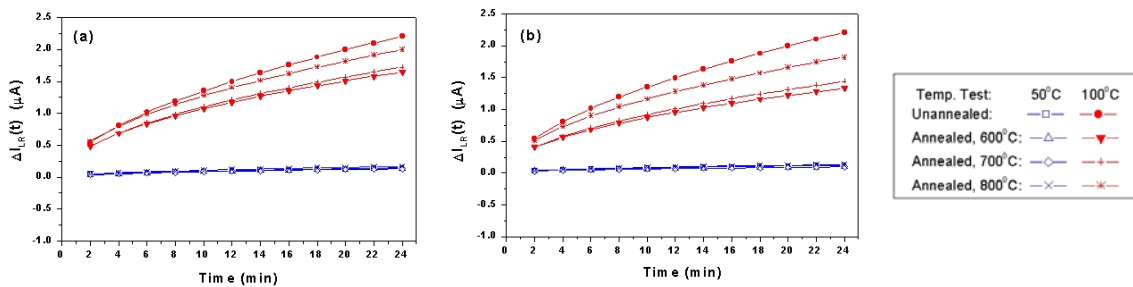 (a)
2.5
2.0
1.5
1.0
0.5
0.0
-0.5
-1.0
ΔI_LR(t) (μA)
0 2 4 6 8 10 12 14 16 18 20 22 24
Time (min)
(b)
2.5
2.0
1.5
1.0
0.5
0.0
-0.5
-1.0
ΔI_LR(t) (μA)
0 2 4 6 8 10 12 14 16 18 20 22 24
Time (min)
Temp. Test: 50°C 100°C
Unannealed:
Annealed, 600°C:
Annealed, 700°C:
Annealed, 800°C: